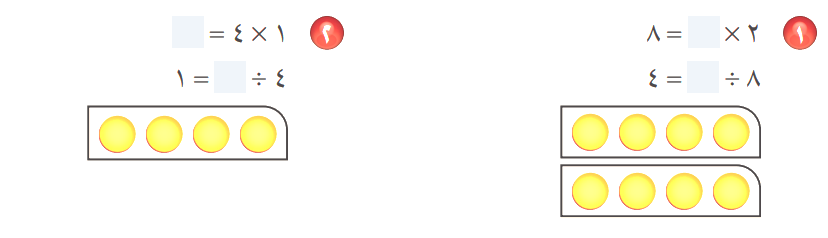 ١
٢ × = ٨
٨ ÷ = ٤
٢
١ × ٤ =
٤ ÷ = ١